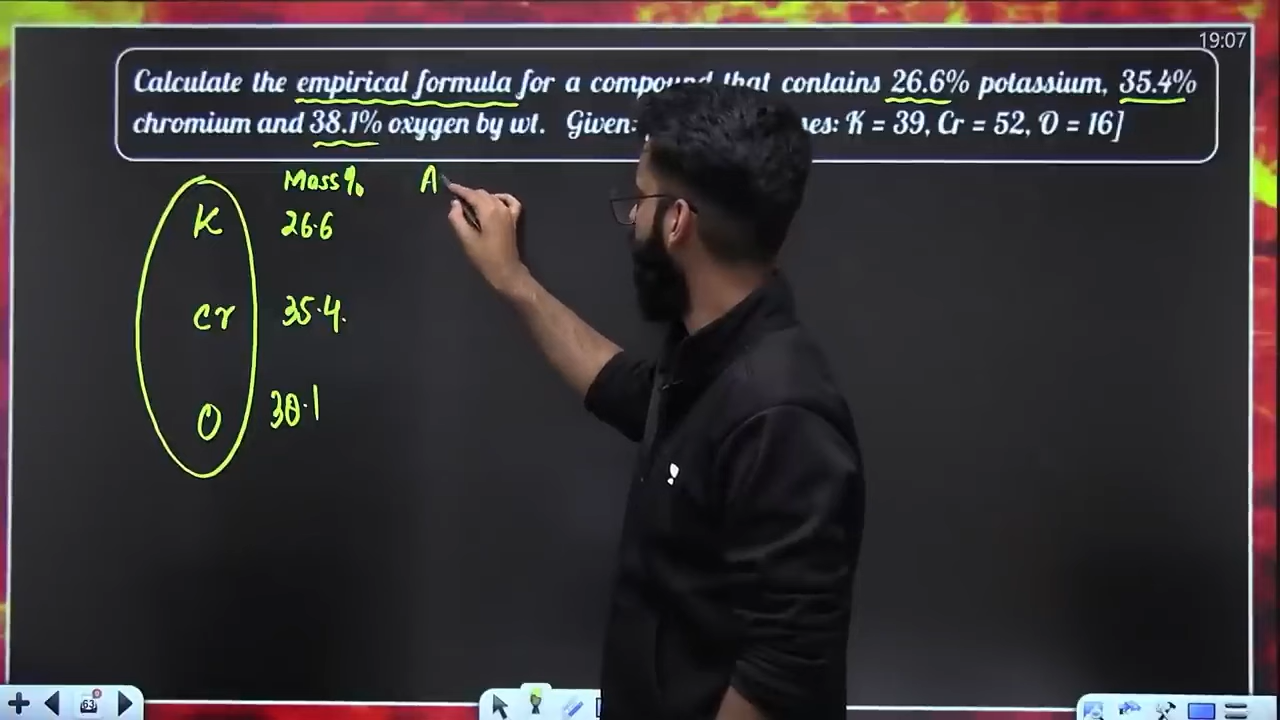 19:07
Calculate the empirical formula for a compound that contains 26.6% potassium, 35.4%
chromium and 38.1% oxygen by wt. Given: K = 39, Cr = 52, O = 16]
Mass% A
K 26.6
Cr 35.4.
O 38.1
63